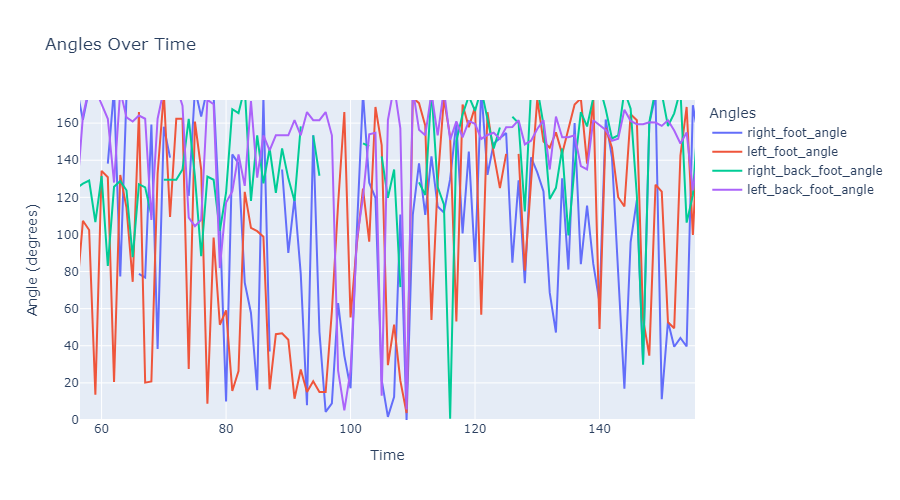 Angles Over Time
Angles
right_foot_angle
left_foot_angle
right_back_foot_angle
left_back_foot_angle
Angle (degrees)
160
140
120
100
80
60
40
20
0
60
80
100
120
140
Time